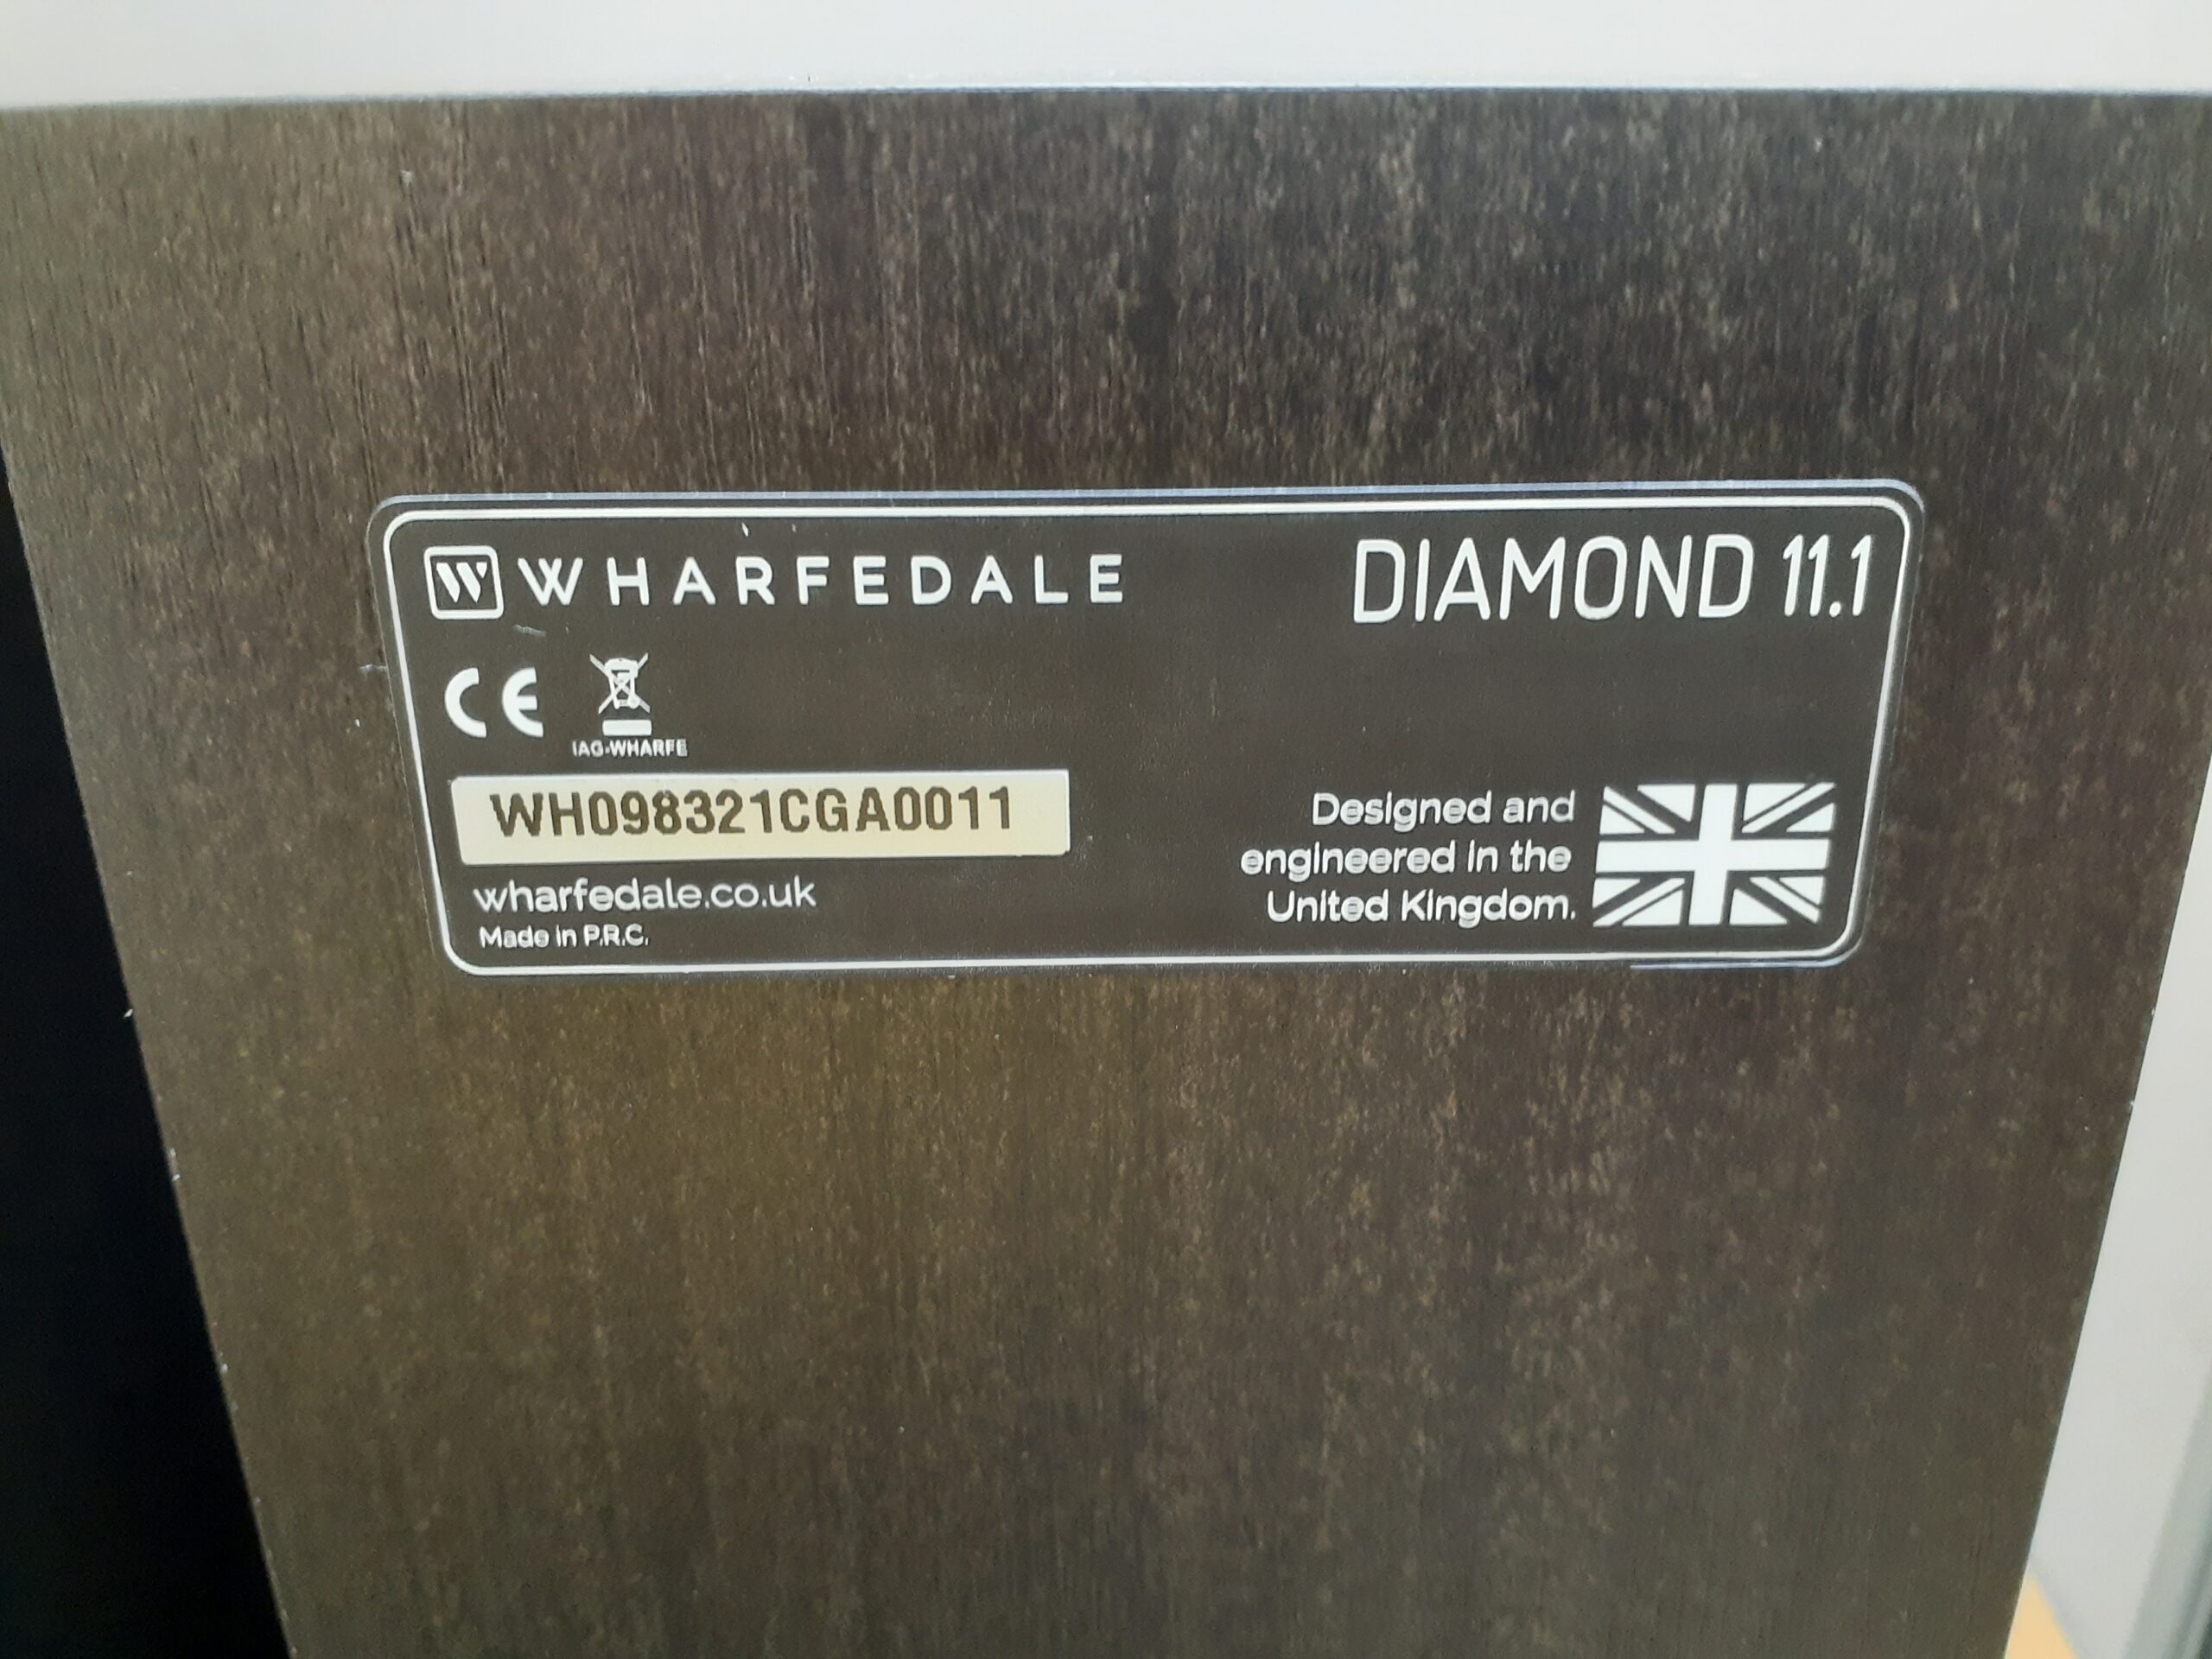 W WHARFEDALE
DIAMOND 11.1
CE
IAG-WHARFE
WH098321CGA0011
wharfedale.co.uk
Made in P.R.C.
Designed and
engineered in the
United Kingdom.